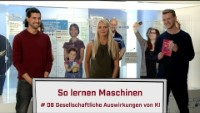 So lernen Maschinen
# 08 Gesellschaftliche Auswirkungen von KI